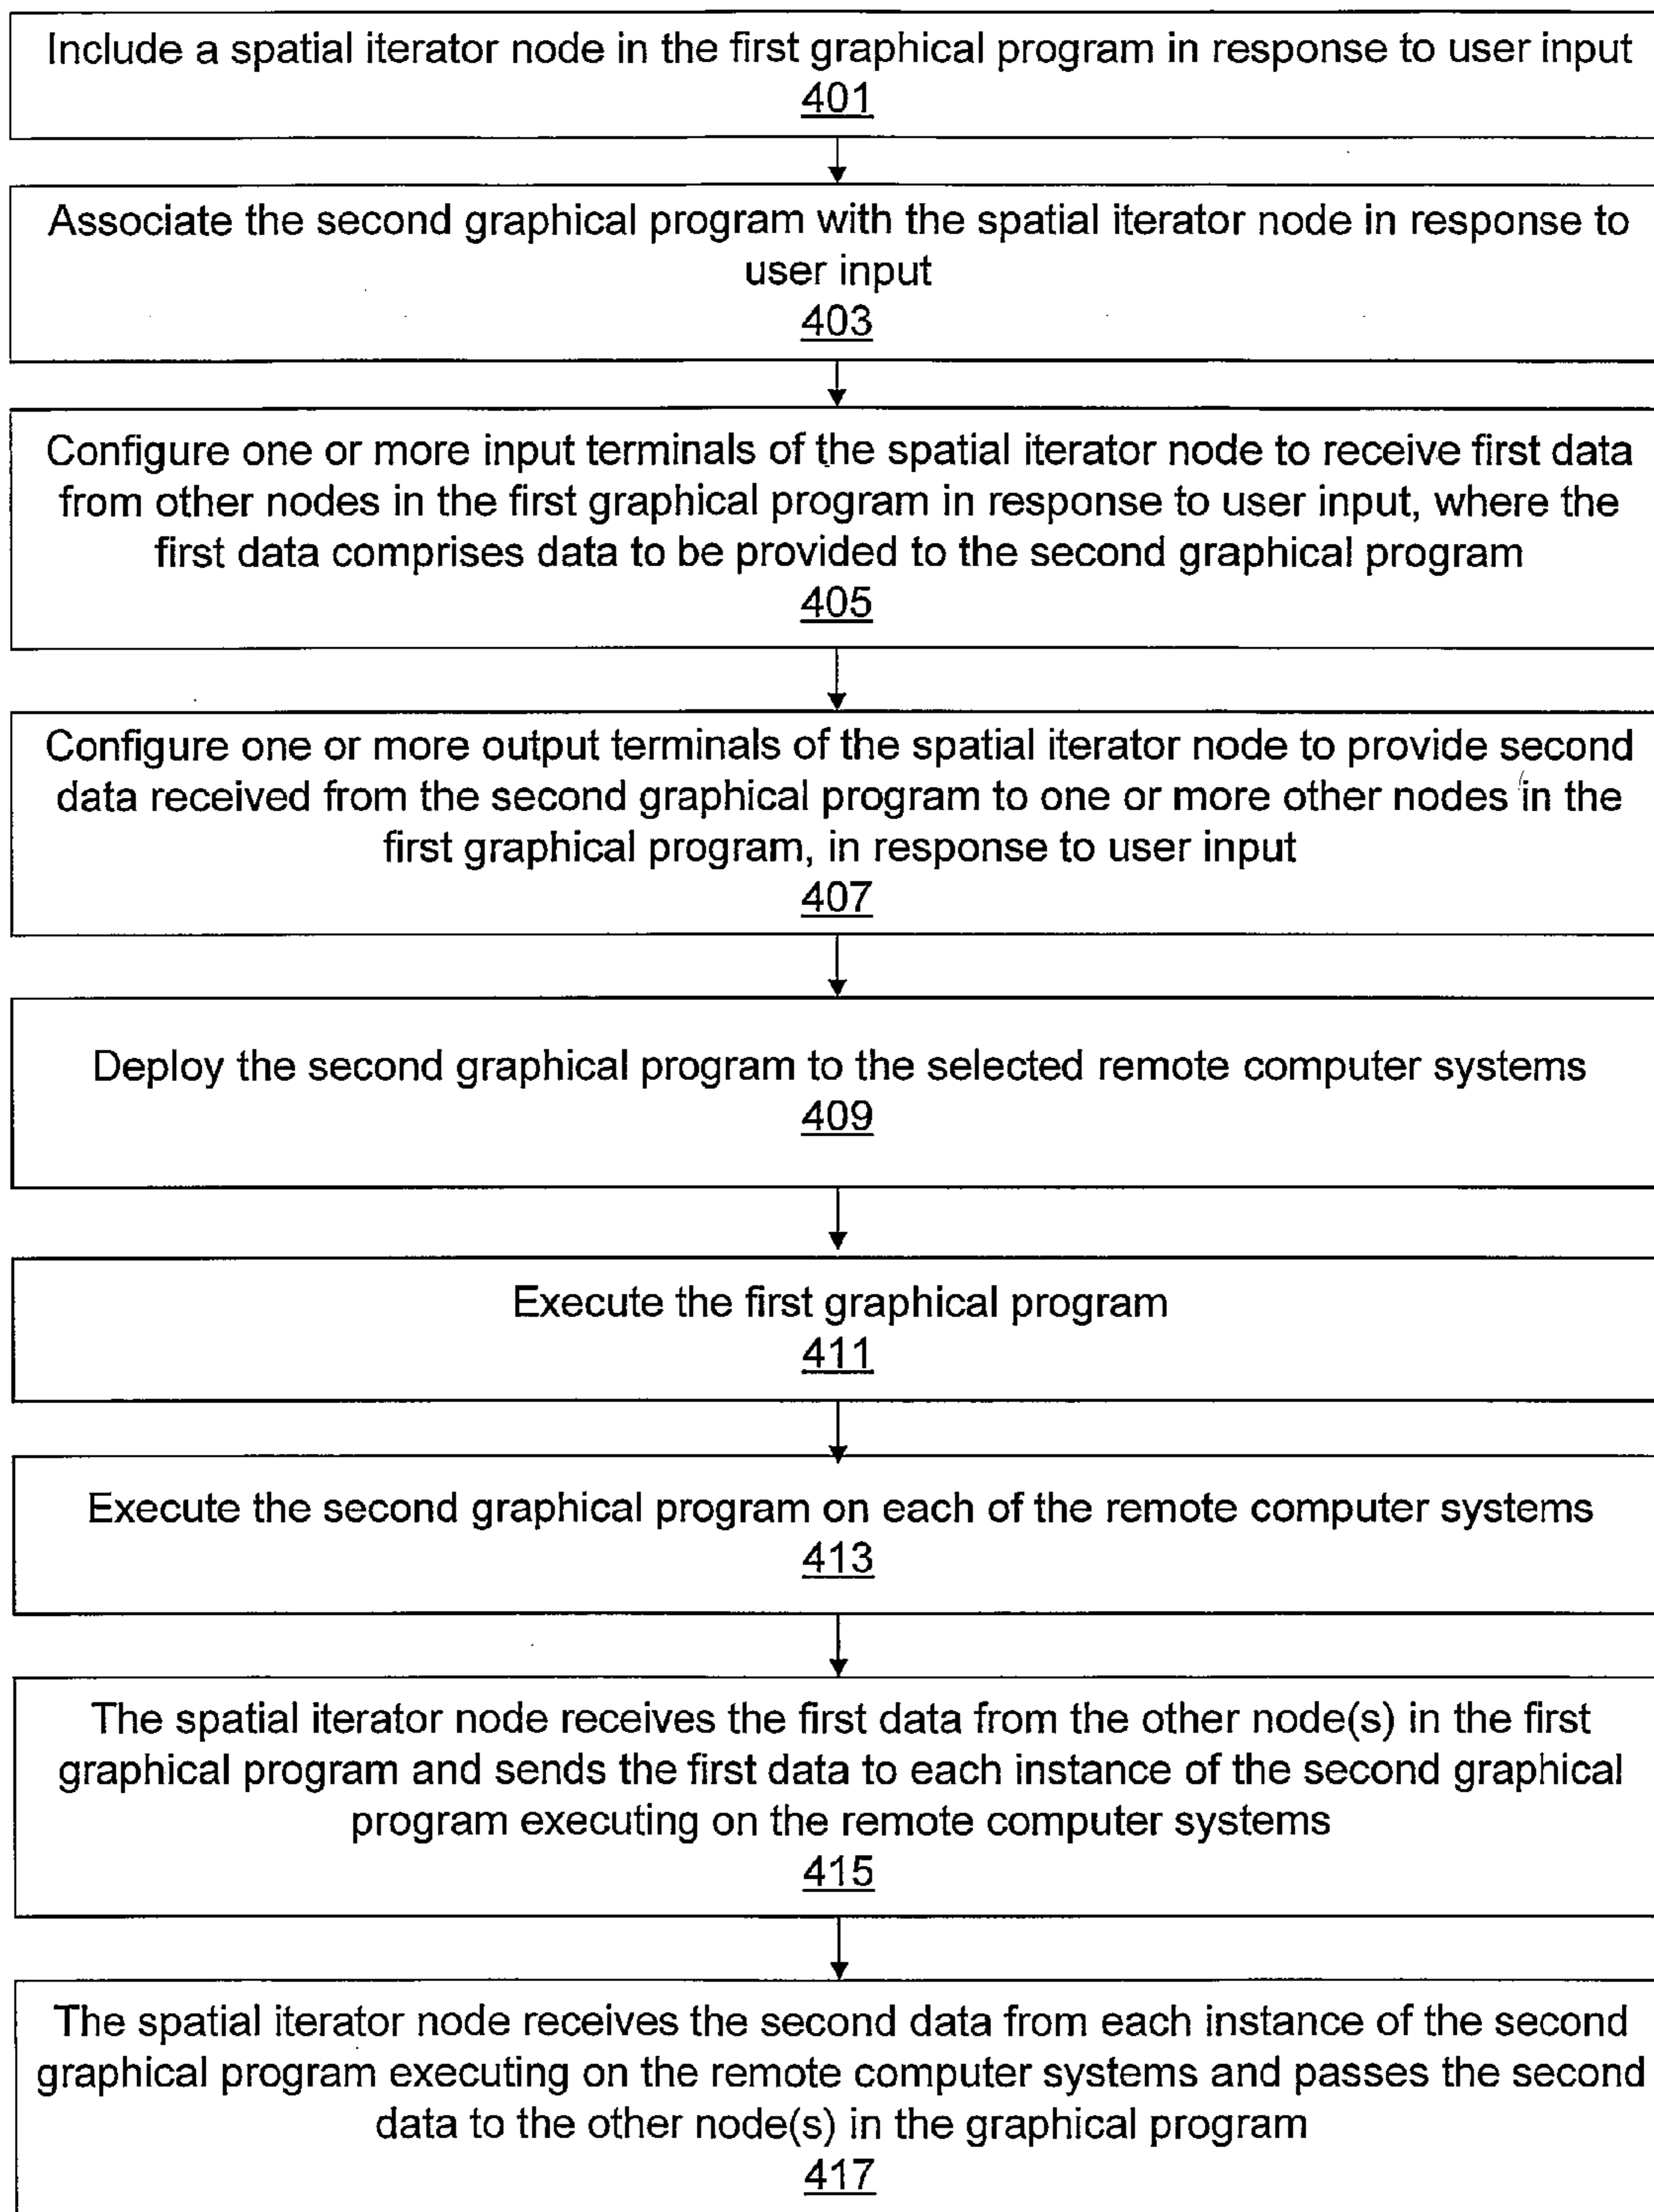 Include a spatial iterator node in the first graphical program in response to user input
401
Associate the second graphical program with the spatial iterator node in response to
user input
403
Configure one or more input terminals of the spatial iterator node to receive first data
from other nodes in the first graphical program in response to user input, where the
first data comprises data to be provided to the second graphical program
405
Configure one or more output terminals of the spatial iterator node to provide second
data received from the second graphical program to one or more other nodes in the
first graphical program, in response to user input
407
Deploy the second graphical program to the selected remote computer systems
409
Execute the first graphical program
411
Execute the second graphical program on each of the remote computer systems
413
The spatial iterator node receives the first data from the other node(s) in the first
graphical program and sends the first data to each instance of the second graphical
program executing on the remote computer systems
415
The spatial iterator node receives the second data from each instance of the second
graphical program executing on the remote computer systems and passes the second
data to the other node(s) in the graphical program
417